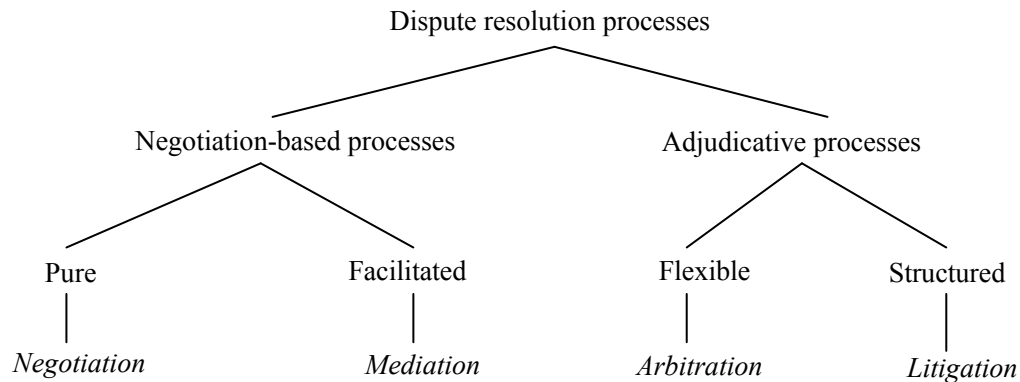 Dispute resolution processes
Negotiation-based processes
Adjudicative processes
Pure
Facilitated
Flexible
Structured
Negotiation
Mediation
Arbitration
Litigation